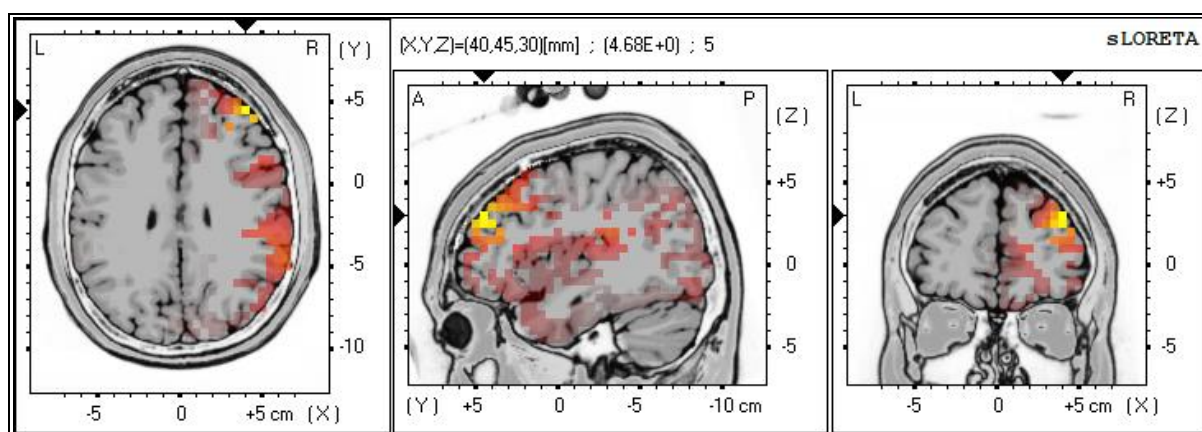 (X,Y,Z)=(40,45,30)[mm] ; (4.68E+0) ; 5
sLORETA
L R (Y)
+5
0
-5
-10
-5 0 +5 cm (X)
A P (Z)
+5
0
-5
(Y) +5 0 -5 -10 cm
L R (Z)
+5
0
-5
-5 0 +5 cm (X)